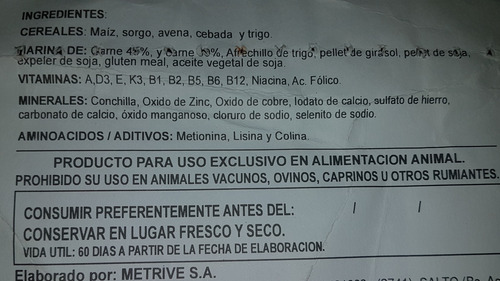 INGREDIENTES:
CEREALES: Maíz, sorgo, avena, cebada y trigo.
HARINA DE: Carne 45%, y Carne Afrechillo de trigo, pellet de girasol, pellet de soja,
expeler de soja, gluten meal, aceite vegetal de soja.
VITAMINAS: A,D3, E, K3, B1, B2, B5, B6, B12, Niacina, Ac. Fólico.
MINERALES: Conchilla, Oxido de Zinc, Oxido de cobre, Iodato de calcio, sulfato de hierro,
carbonato de calcio, óxido manganoso, cloruro de sodio, selenito de sodio.
AMINOACIDOS / ADITIVOS: Metionina, Lisina y Colina.
PRODUCTO PARA USO EXCLUSIVO EN ALIMENTACION ANIMAL.
PROHIBIDO SU USO EN ANIMALES VACUNOS, OVINOS, CAPRINOS U OTROS RUMIANTES.
CONSUMIR PREFERENTEMENTE ANTES DEL: / /
CONSERVAR EN LUGAR FRESCO Y SECO.
VIDA UTIL: 60 DIAS A PARTIR DE LA FECHA DE ELABORACION.
Elaborado por: METRIVE S.A.